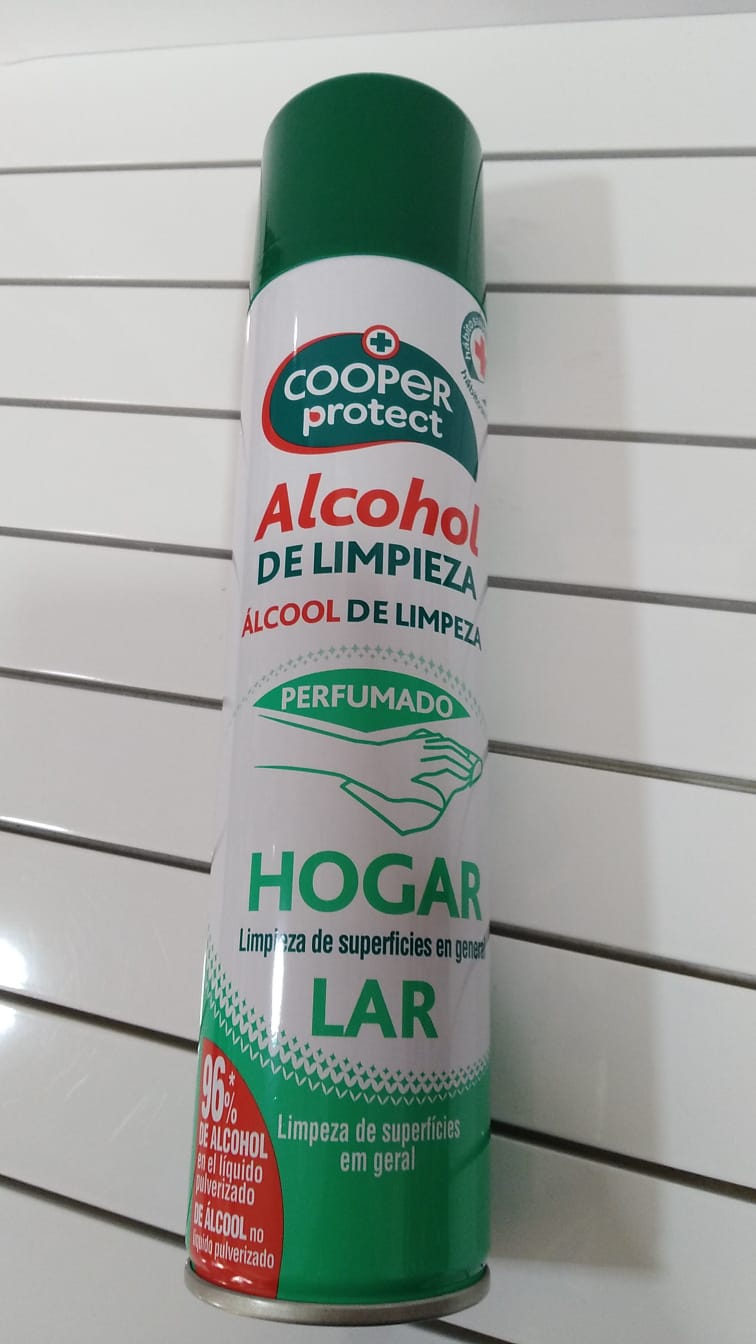 COOPER
protect
Alcohol
DE LIMPIEZA
ÁLCOOL DE LIMPEZA
PERFUMADO
HOGAR
Limpieza de superficies en general
LAR
Limpeza de superfícies
em geral
96*%
DE ALCOHOL
en el líquido
pulverizado
DE ÁLCOOL no
líquido pulverizado